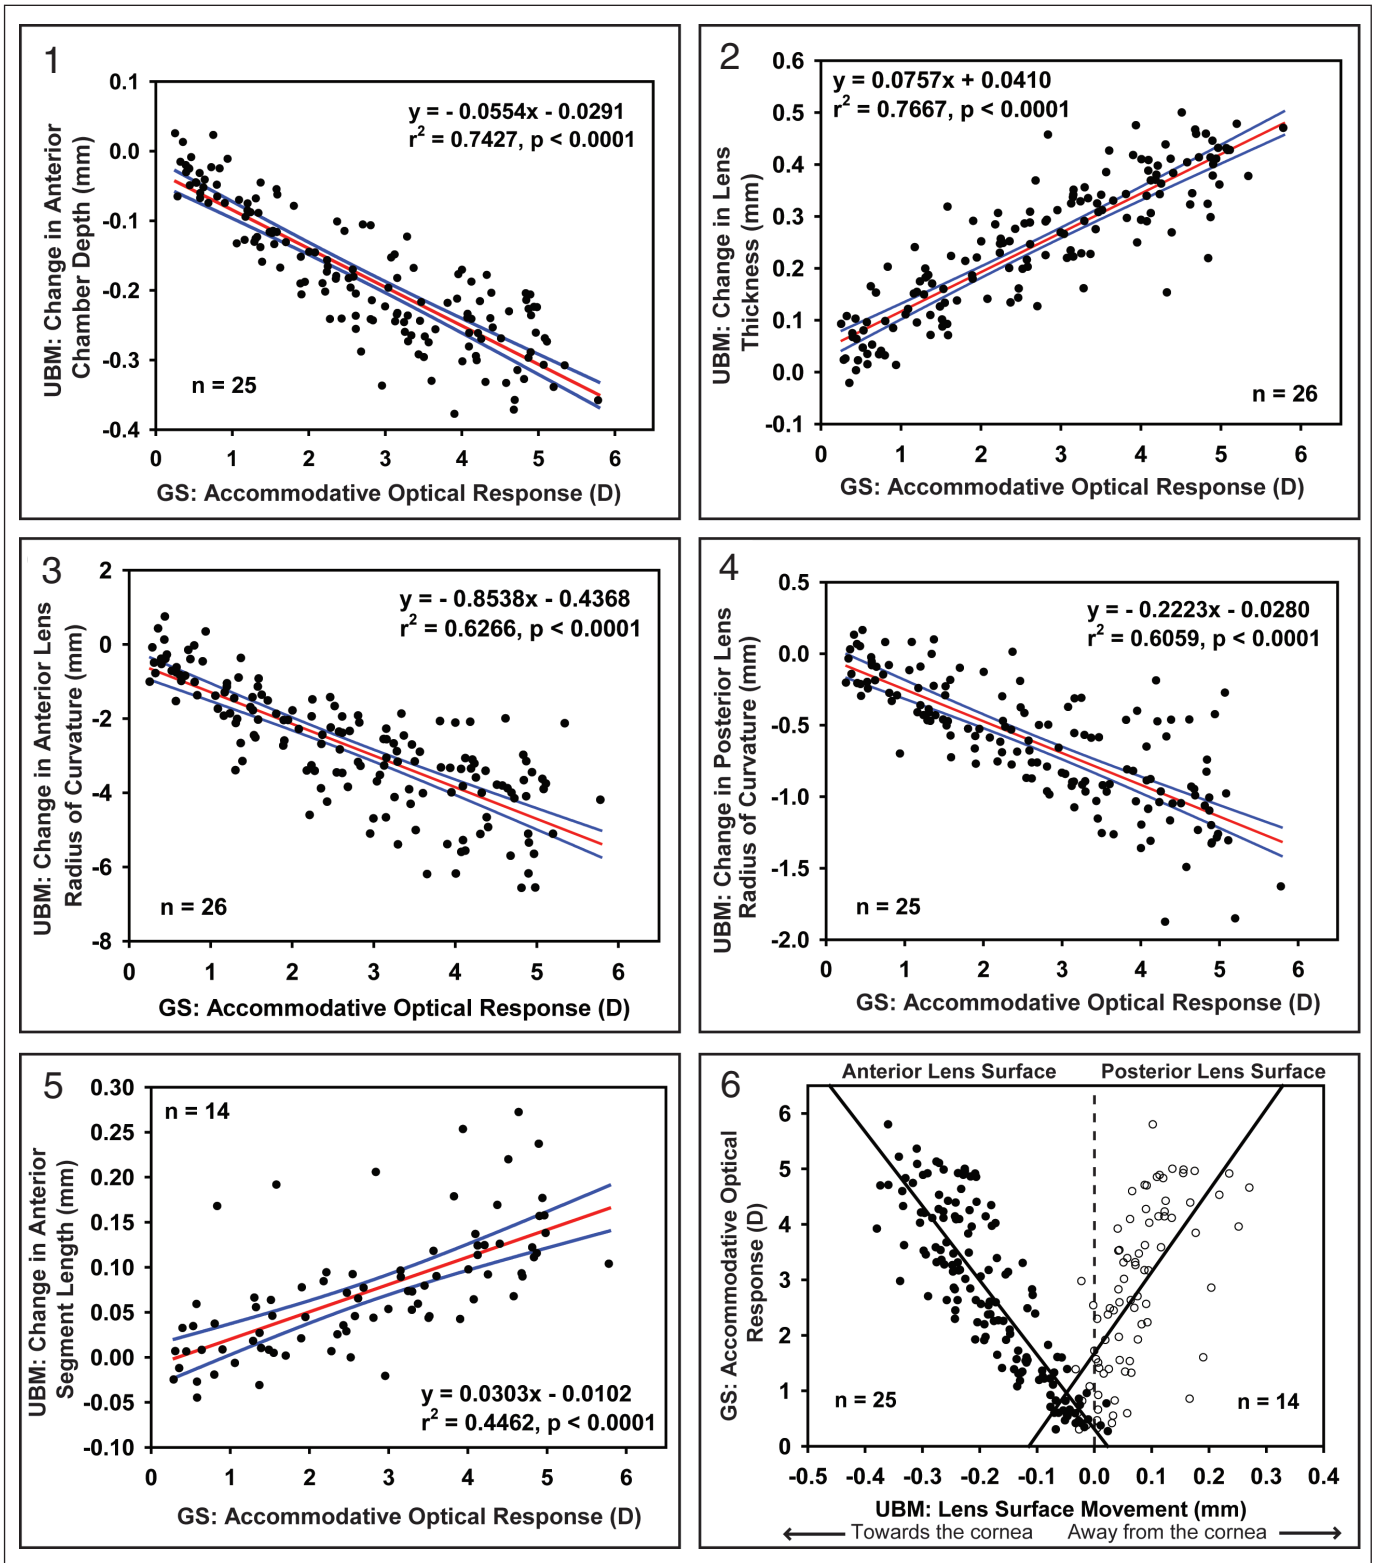 1
y = - 0.0554x - 0.0291
r² = 0.7427, p < 0.0001
UBM: Change in Anterior
Chamber Depth (mm)
0.1
0.0
-0.1
-0.2
-0.3
-0.4
n = 25
0 1 2 3 4 5 6
GS: Accommodative Optical Response (D)
2
y = 0.0757x + 0.0410
r² = 0.7667, p < 0.0001
UBM: Change in Lens
Thickness (mm)
0.6
0.5
0.4
0.3
0.2
0.1
0.0
-0.1
n = 26
0 1 2 3 4 5 6
GS: Accommodative Optical Response (D)
3
y = - 0.8538x - 0.4368
r² = 0.6266, p < 0.0001
UBM: Change in Anterior Lens
Radius of Curvature (mm)
2
0
-2
-4
-6
-8
n = 26
0 1 2 3 4 5 6
GS: Accommodative Optical Response (D)
4
y = - 0.2223x - 0.0280
r² = 0.6059, p < 0.0001
UBM: Change in Posterior Lens
Radius of Curvature (mm)
0.5
0.0
-0.5
-1.0
-1.5
-2.0
n = 25
0 1 2 3 4 5 6
GS: Accommodative Optical Response (D)
5
n = 14
UBM: Change in Anterior
Segment Length (mm)
0.30
0.25
0.20
0.15
0.10
0.05
0.00
-0.05
-0.10
y = 0.0303x - 0.0102
r² = 0.4462, p < 0.0001
0 1 2 3 4 5 6
GS: Accommodative Optical Response (D)
6
Anterior Lens Surface Posterior Lens Surface
GS: Accommodative Optical
Response (D)
6
5
4
3
2
1
0
n = 25
n = 14
-0.5 -0.4 -0.3 -0.2 -0.1 0.0 0.1 0.2 0.3 0.4
UBM: Lens Surface Movement (mm)
Towards the cornea Away from the cornea